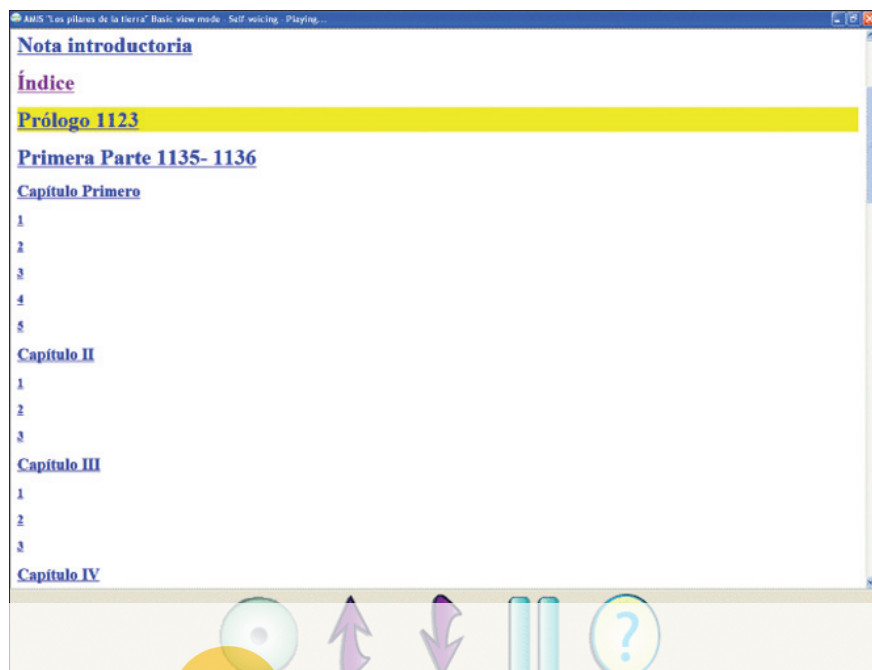 AMIS "Los pilares de la tierra" Basic view mode - Self voicing - Playing...
Nota introductoria
Índice
Prólogo 1123
Primera Parte 1135- 1136
Capítulo Primero
1
2
3
4
5
Capítulo II
1
2
3
Capítulo III
1
2
3
Capítulo IV
?